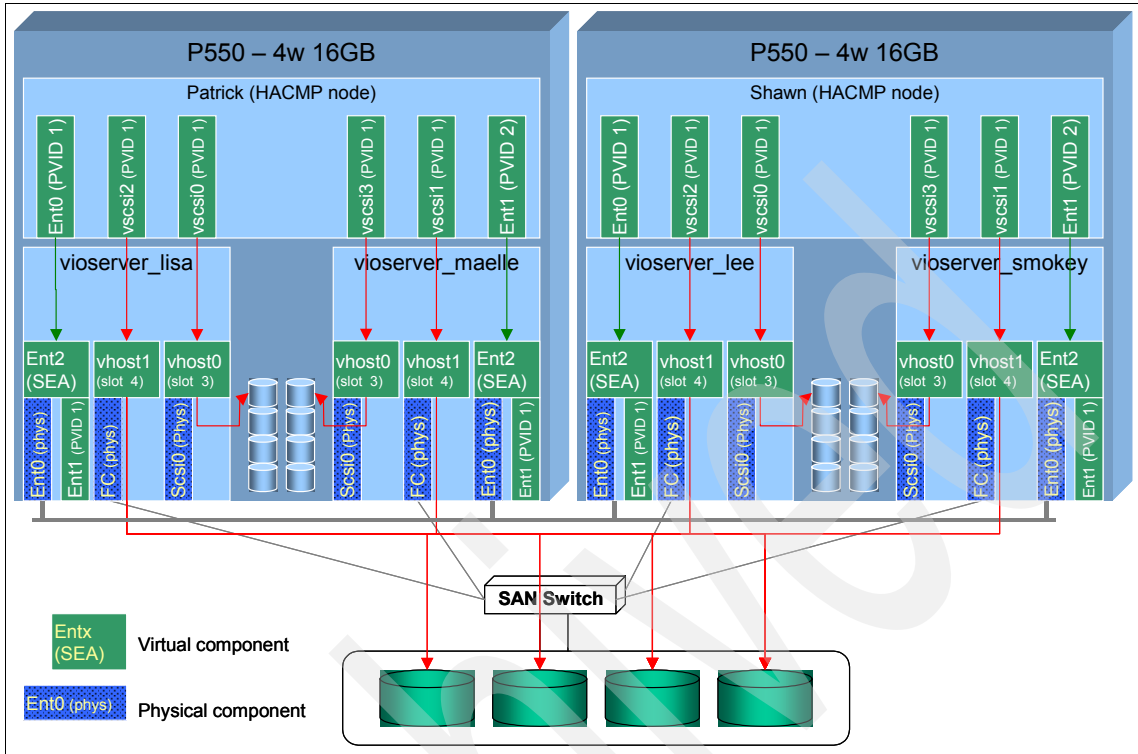 P550 – 4w 16GB
Patrick (HACMP node)
Ent0 (PVID 1)
vscsi2 (PVID 1)
vscsi0 (PVID 1)
vscsi3 (PVID 1)
vscsi1 (PVID 1)
Ent1 (PVID 2)
vioserver_lisa
vioserver_maelle
Ent2
(SEA)
vhost1
(slot 4)
vhost0
(slot 3)
vhost0
(slot 3)
vhost1
(slot 4)
Ent2
(SEA)
Ent0 (phys)
Ent1 (PVID 1)
FC (phys)
Scsi0 (Phys)
Scsi0 (Phys)
FC (phys)
Ent0 (phys)
Ent1 (PVID 1)
P550 – 4w 16GB
Shawn (HACMP node)
Ent0 (PVID 1)
vscsi2 (PVID 1)
vscsi0 (PVID 1)
vscsi3 (PVID 1)
vscsi1 (PVID 1)
Ent1 (PVID 2)
vioserver_lee
vioserver_smokey
Ent2
(SEA)
vhost1
(slot 4)
vhost0
(slot 3)
vhost0
(slot 3)
vhost1
(slot 4)
Ent2
(SEA)
Ent0 (phys)
Ent1 (PVID 1)
FC (phys)
Scsi0 (Phys)
Scsi0 (Phys)
FC (phys)
Ent0 (phys)
Ent1 (PVID 1)
SAN Switch
Entx
(SEA)
Virtual component
Ent0 (phys)
Physical component